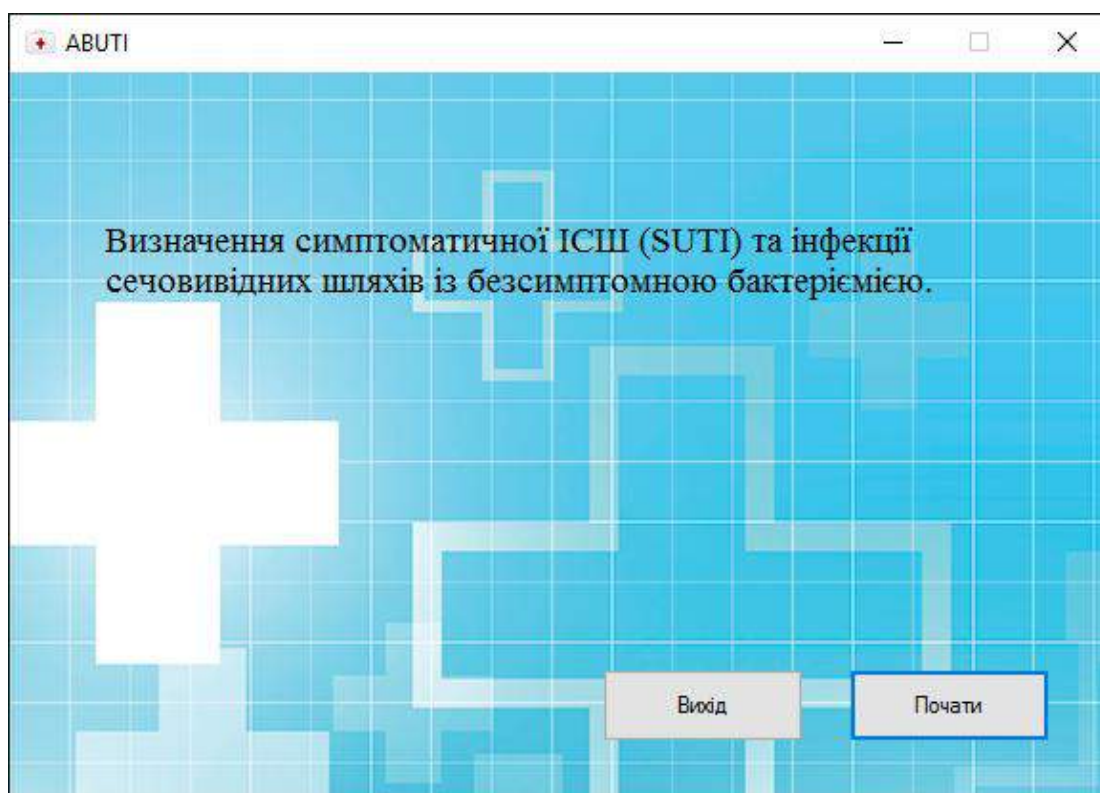 ABUTI
Визначення симптоматичної ІСШ (SUTI) та інфекції
сечовивідних шляхів із безсимптомною бактеріємією.
Вихід
Почати